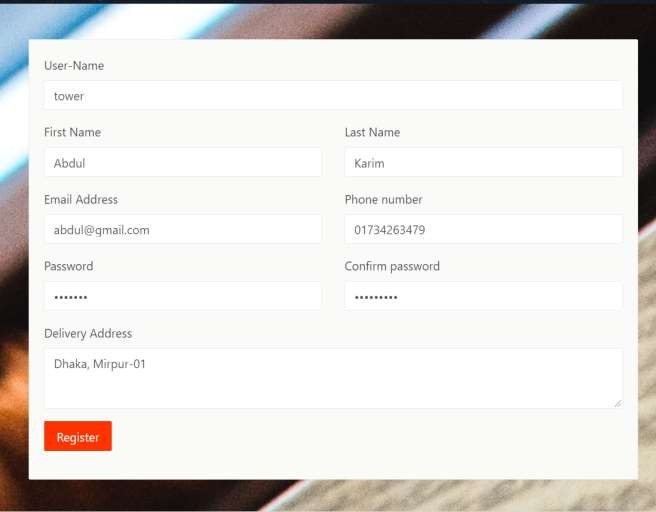 User-Name
tower
First Name Last Name
Abdul Karim
Email Address Phone number
abdul@gmail.com 01734263479
Password Confirm password
••••••• •••••••••
Delivery Address
Dhaka, Mirpur-01
Register